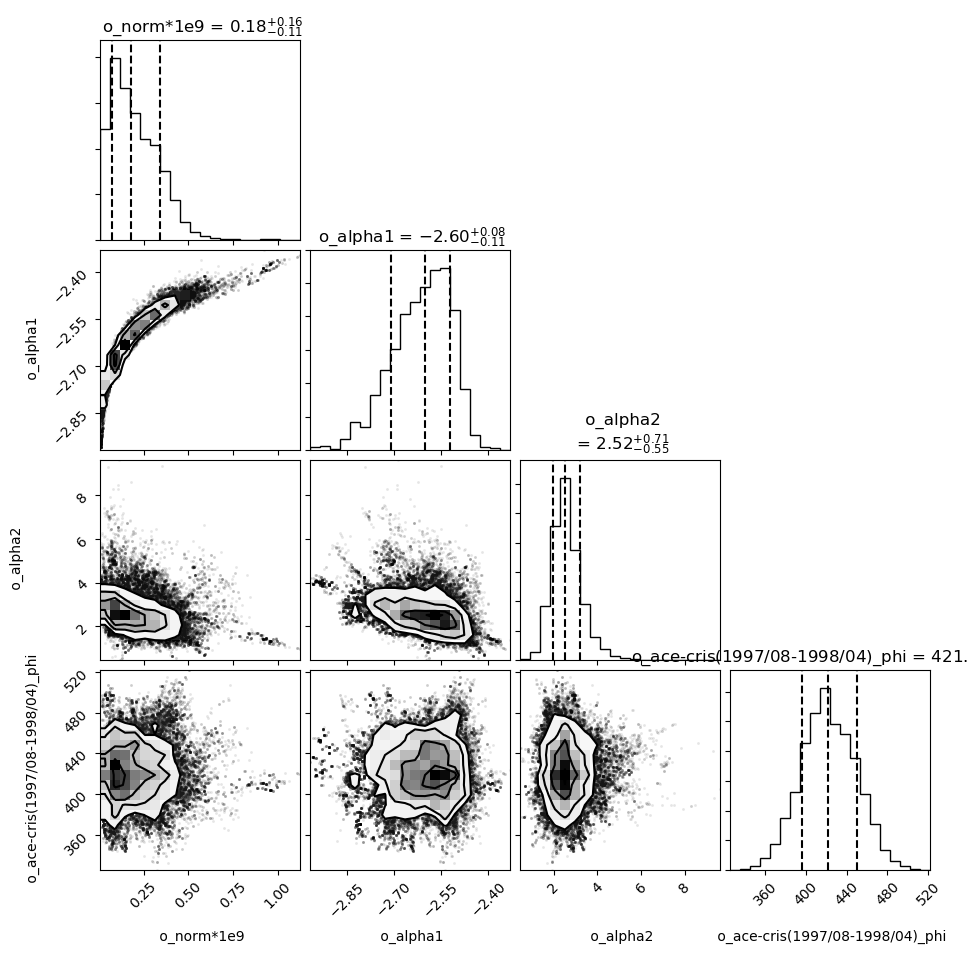 o_norm*1e9 = 0.18+0.16−0.11
o_alpha1 = −2.60+0.08−0.11
−2.40
−2.55
−2.70
−2.85
o_alpha1
o_alpha2
= 2.52+0.71−0.55
8
6
4
2
o_alpha2
o_ace-cris(1997/08-1998/04)_phi = 421.
520
480
440
400
360
o_ace-cris(1997/08-1998/04)_phi
0.25 0.50 0.75 1.00
−2.85 −2.70 −2.55 −2.40
2 4 6 8
360 400 440 480 520
o_norm*1e9
o_alpha1
o_alpha2
o_ace-cris(1997/08-1998/04)_phi